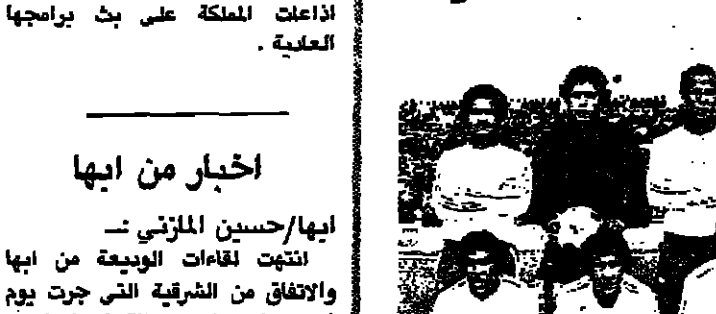 اذاعات المملكة على بث برامجها
العادية .
اخبار من ابها
ابها/حسين المازني :ــ
انتهت لقاءات الوديعة من ابها
والاتفاق من الشرقية التي جرت يوم